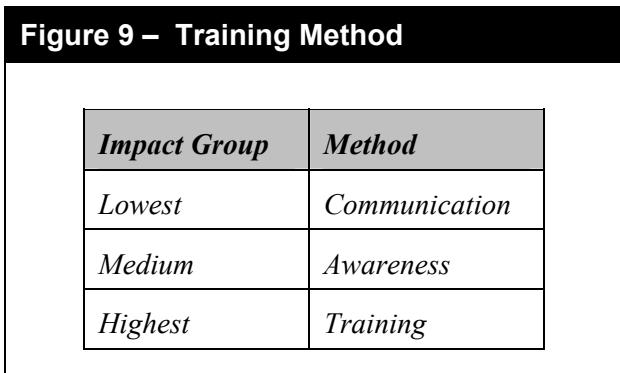 Figure 9 – Training Method
Impact Group Method
Lowest Communication
Medium Awareness
Highest Training